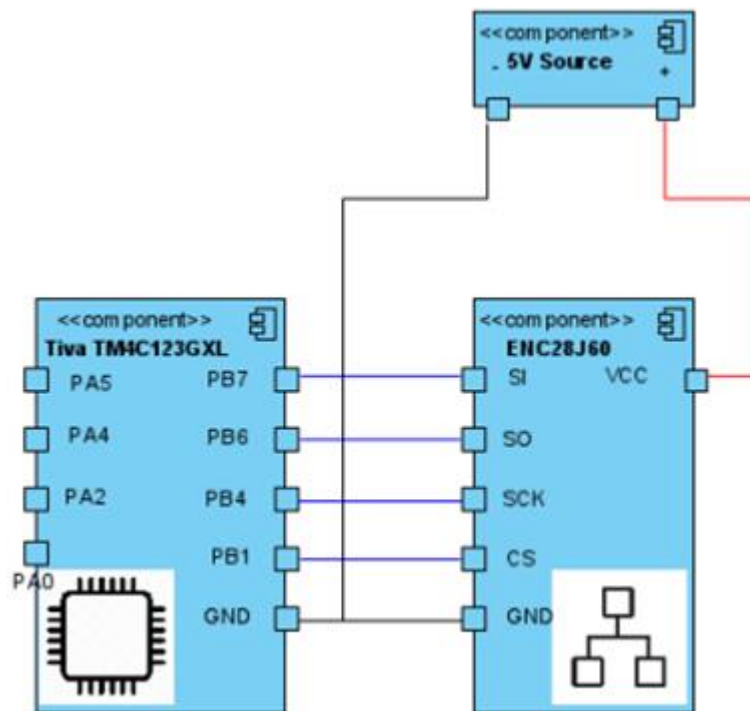 <<component>>
- 5V Source +
<<component>>
Tiva TM4C123GXL
PA5 PB7
PA4 PB6
PA2 PB4
PB1
PA0
GND
<<component>>
ENC28J60
SI VCC
SO
SCK
CS
GND